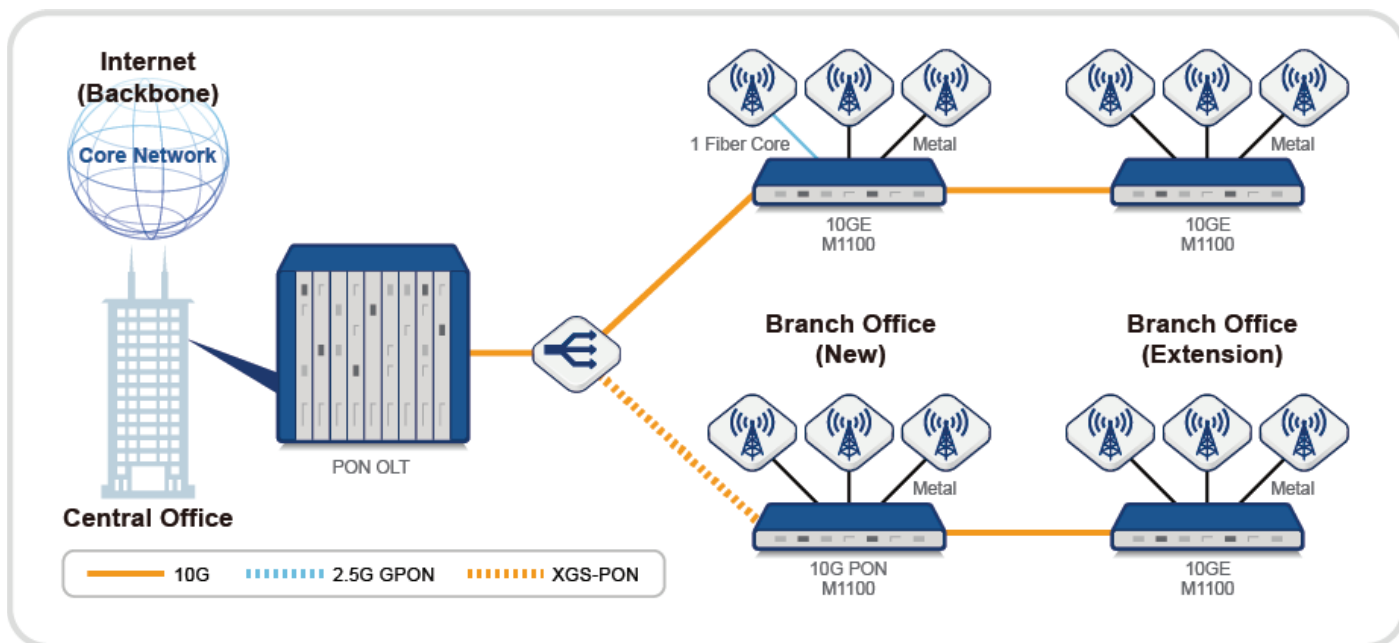 Internet
(Backbone)
Core Network
Central Office
PON OLT
1 Fiber Core
Metal
10GE
M1100
Metal
10GE
M1100
Branch Office
(New)
Metal
10G PON
M1100
Branch Office
(Extension)
Metal
10GE
M1100
10G
2.5G GPON
XGS-PON